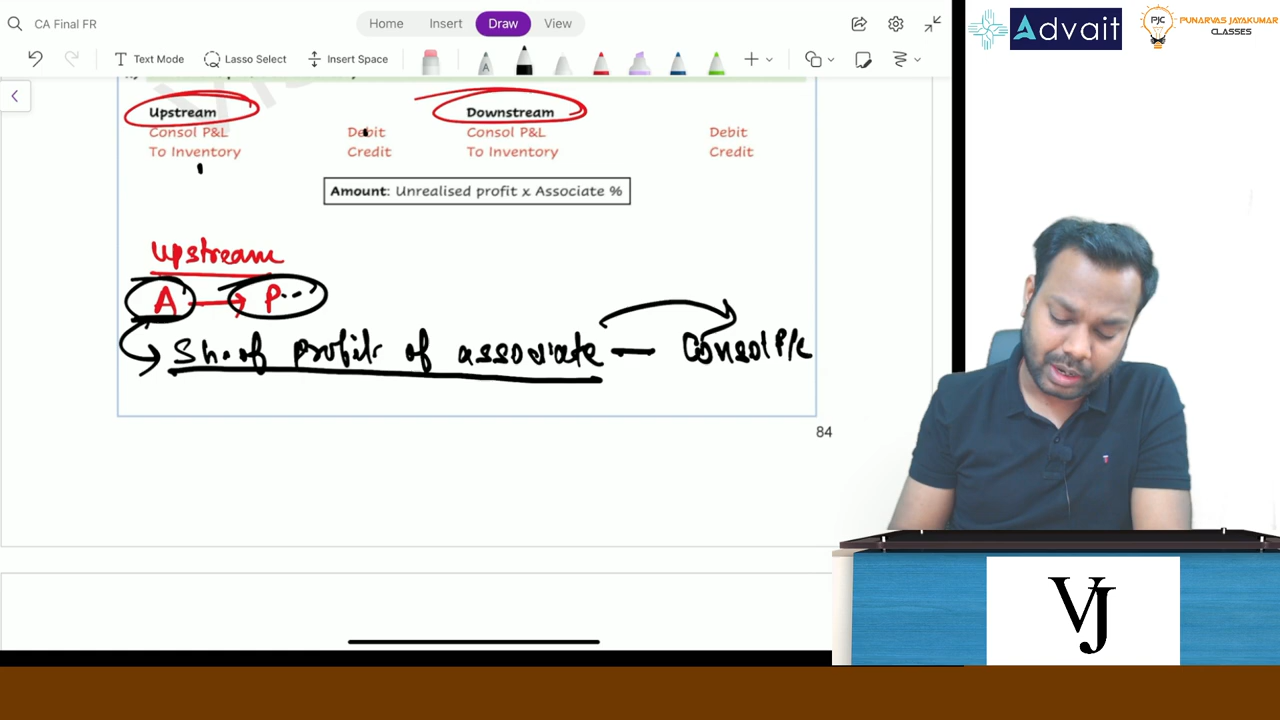 CA Final FR
Home Insert Draw View
Text Mode Lasso Select Insert Space
Upstream Downstream
Consol P&L Debit Consol P&L Debit
To Inventory Credit To Inventory Credit
Amount: Unrealised profit x Associate %
Upstream
A → P
Sh. of profit of associate — Consol P/L
84
Advait
PJC
PUNARVAS JAYAKUMAR
CLASSES
VJ